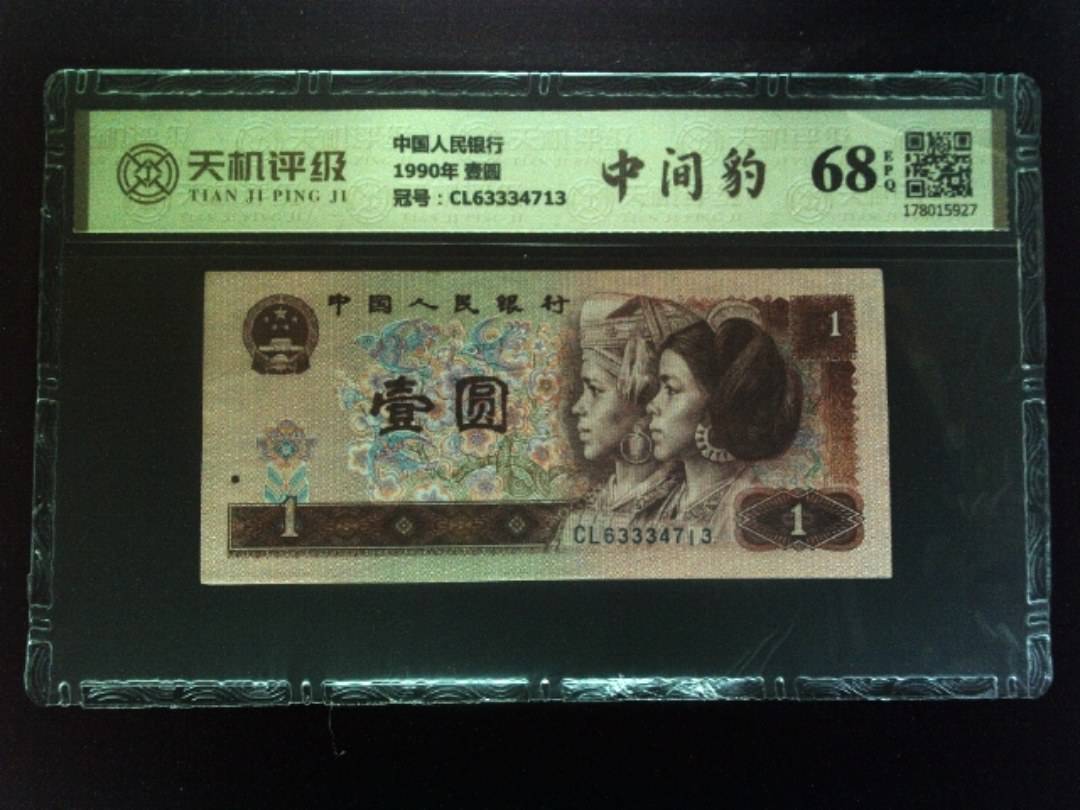 天机评级
TIAN JI PING JI
中国人民银行
1990年 壹圆
冠号：CL63334713
中间豹
68
EPQ
178015927
中国人民银行
1
壹圆
1
CL63334713
1